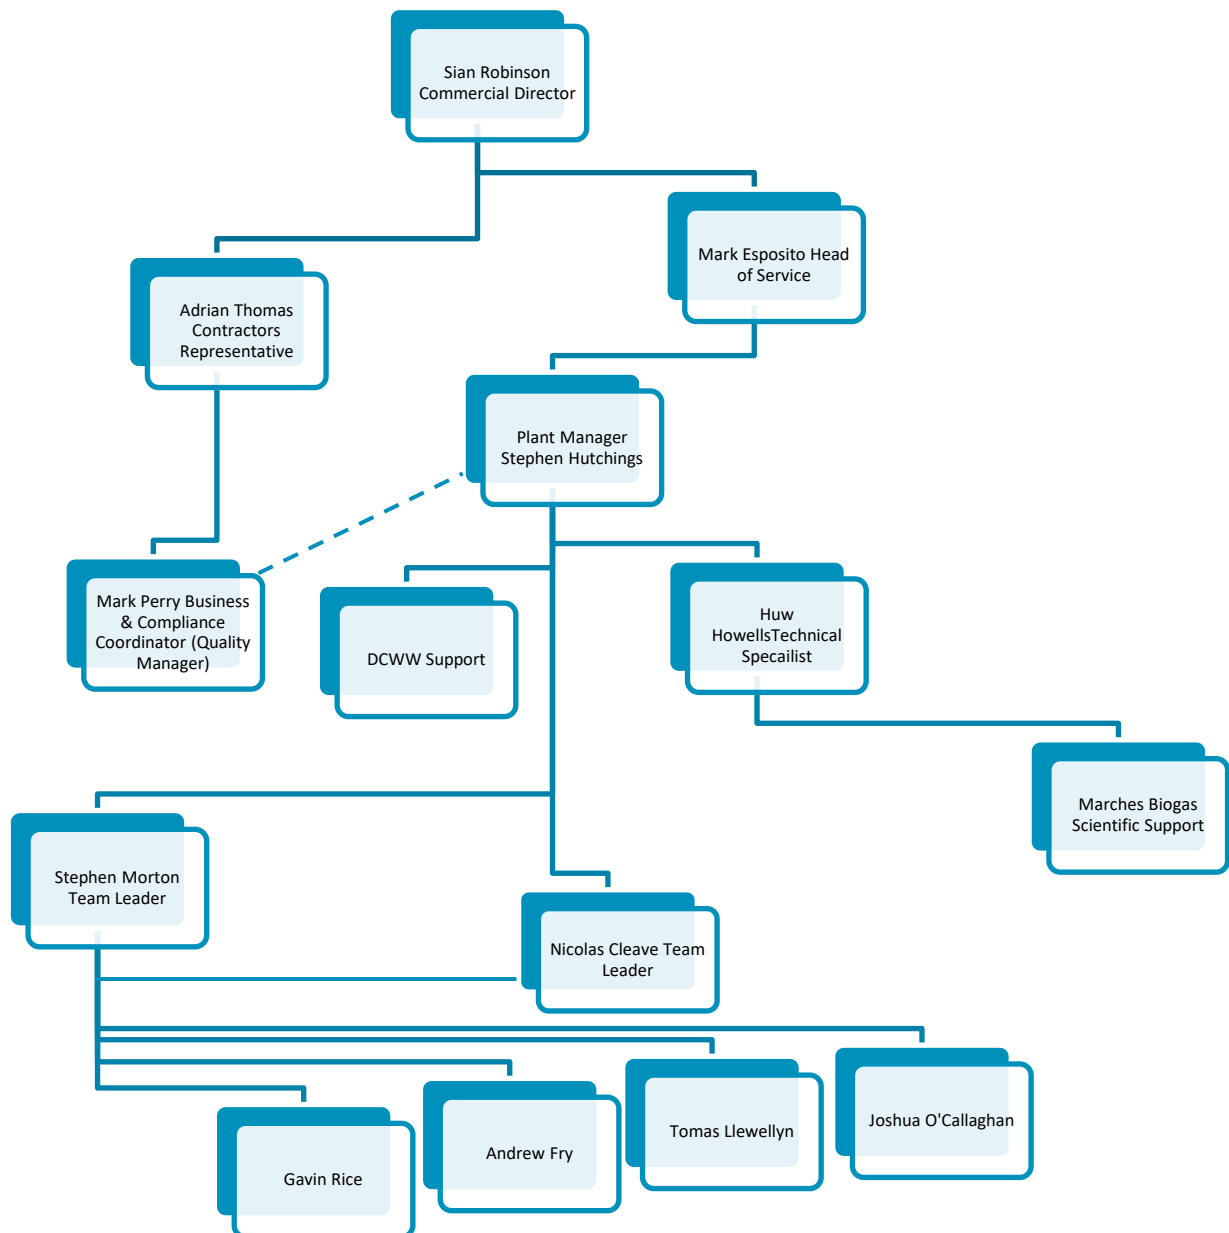 Sian Robinson
Commercial Director
Mark Esposito Head
of Service
Adrian Thomas
Contractors
Representative
Plant Manager
Stephen Hutchings
Mark Perry Business
& Compliance
Coordinator (Quality
Manager)
DCWW Support
Huw
HowellsTechnical
Specailist
Marches Biogas
Scientific Support
Stephen Morton
Team Leader
Nicolas Cleave Team
Leader
Gavin Rice
Andrew Fry
Tomas Llewellyn
Joshua O'Callaghan